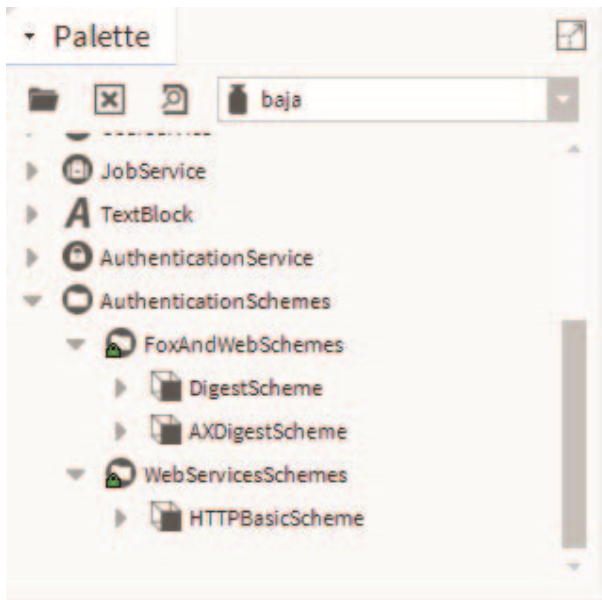 Palette
baja
JobService
TextBlock
AuthenticationService
AuthenticationSchemes
FoxAndWebSchemes
DigestScheme
AXDigestScheme
WebServicesSchemes
HTTPBasicScheme